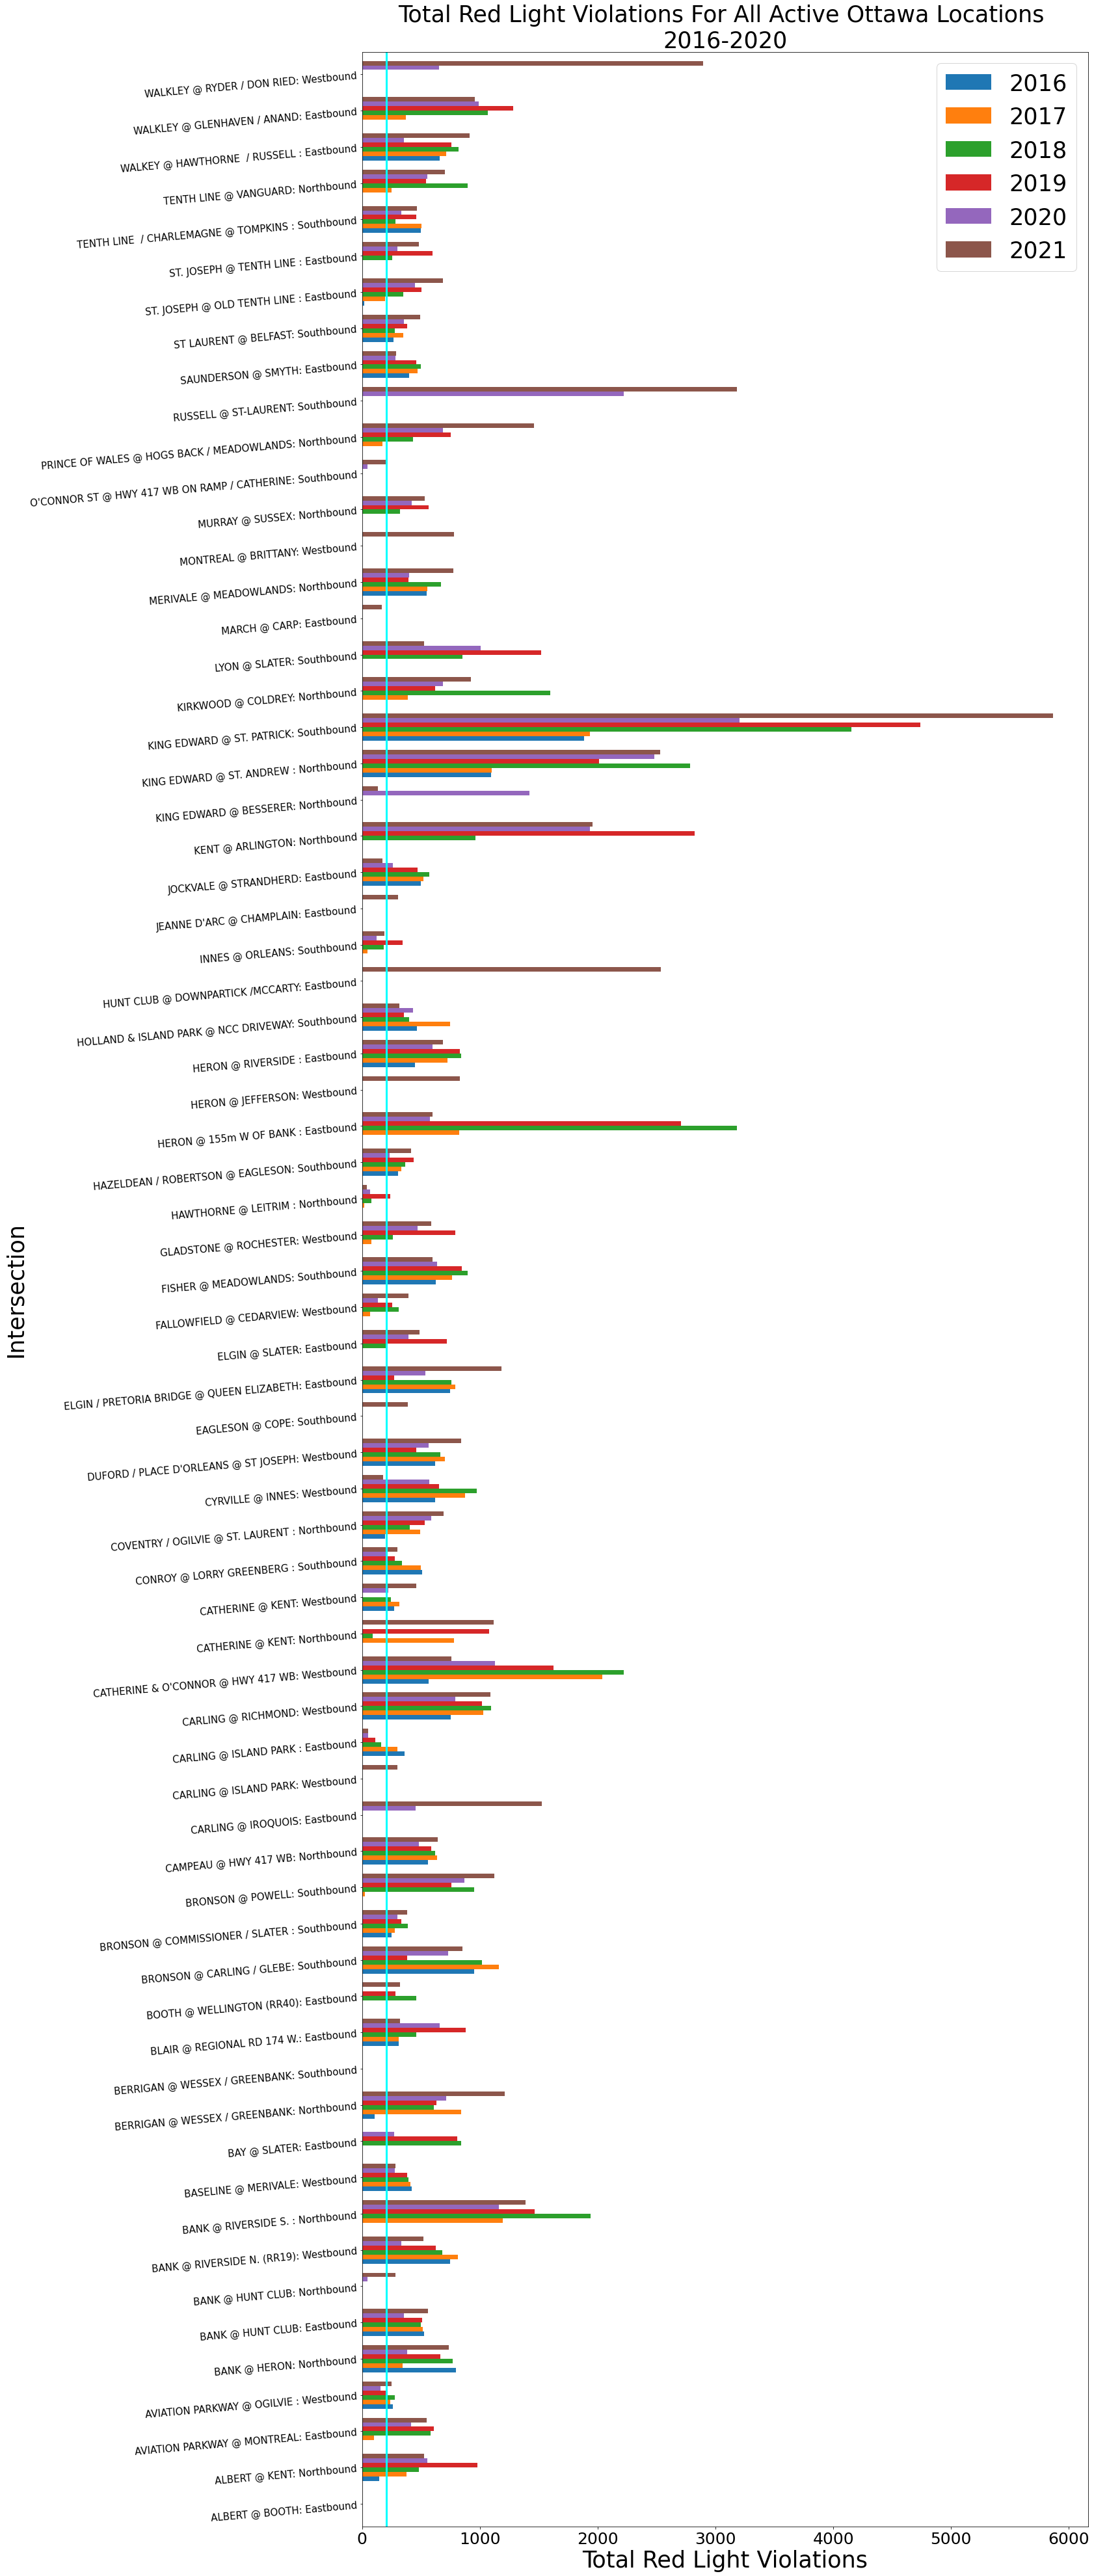 Total Red Light Violations For All Active Ottawa Locations
2016-2020
2016
2017
2018
2019
2020
2021
WALKLEY @ RYDER / DON RIED: Westbound
WALKLEY @ GLENHAVEN / ANAND: Eastbound
WALKEY @ HAWTHORNE  / RUSSELL : Eastbound
TENTH LINE @ VANGUARD: Northbound
TENTH LINE  / CHARLEMAGNE @ TOMPKINS : Southbound
ST. JOSEPH @ TENTH LINE : Eastbound
ST. JOSEPH @ OLD TENTH LINE : Eastbound
ST LAURENT @ BELFAST: Southbound
SAUNDERSON @ SMYTH: Eastbound
RUSSELL @ ST-LAURENT: Southbound
PRINCE OF WALES @ HOGS BACK / MEADOWLANDS: Northbound
O'CONNOR ST @ HWY 417 WB ON RAMP / CATHERINE: Southbound
MURRAY @ SUSSEX: Northbound
MONTREAL @ BRITTANY: Westbound
MERIVALE @ MEADOWLANDS: Northbound
MARCH @ CARP: Eastbound
LYON @ SLATER: Southbound
KIRKWOOD @ COLDREY: Northbound
KING EDWARD @ ST. PATRICK: Southbound
KING EDWARD @ ST. ANDREW : Northbound
KING EDWARD @ BESSERER: Northbound
KENT @ ARLINGTON: Northbound
JOCKVALE @ STRANDHERD: Eastbound
JEANNE D'ARC @ CHAMPLAIN: Eastbound
INNES @ ORLEANS: Southbound
HUNT CLUB @ DOWNPARTICK /MCCARTY: Eastbound
HOLLAND & ISLAND PARK @ NCC DRIVEWAY: Southbound
HERON @ RIVERSIDE : Eastbound
HERON @ JEFFERSON: Westbound
HERON @ 155m W OF BANK : Eastbound
HAZELDEAN / ROBERTSON @ EAGLESON: Southbound
HAWTHORNE @ LEITRIM : Northbound
GLADSTONE @ ROCHESTER: Westbound
FISHER @ MEADOWLANDS: Southbound
FALLOWFIELD @ CEDARVIEW: Westbound
ELGIN @ SLATER: Eastbound
ELGIN / PRETORIA BRIDGE @ QUEEN ELIZABETH: Eastbound
EAGLESON @ COPE: Southbound
DUFORD / PLACE D'ORLEANS @ ST JOSEPH: Westbound
CYRVILLE @ INNES: Westbound
COVENTRY / OGILVIE @ ST. LAURENT : Northbound
CONROY @ LORRY GREENBERG : Southbound
CATHERINE @ KENT: Westbound
CATHERINE @ KENT: Northbound
CATHERINE & O'CONNOR @ HWY 417 WB: Westbound
CARLING @ RICHMOND: Westbound
CARLING @ ISLAND PARK : Eastbound
CARLING @ ISLAND PARK: Westbound
CARLING @ IROQUOIS: Eastbound
CAMPEAU @ HWY 417 WB: Northbound
BRONSON @ POWELL: Southbound
BRONSON @ COMMISSIONER / SLATER : Southbound
BRONSON @ CARLING / GLEBE: Southbound
BOOTH @ WELLINGTON (RR40): Eastbound
BLAIR @ REGIONAL RD 174 W.: Eastbound
BERRIGAN @ WESSEX / GREENBANK: Southbound
BERRIGAN @ WESSEX / GREENBANK: Northbound
BAY @ SLATER: Eastbound
BASELINE @ MERIVALE: Westbound
BANK @ RIVERSIDE S. : Northbound
BANK @ RIVERSIDE N. (RR19): Westbound
BANK @ HUNT CLUB: Northbound
BANK @ HUNT CLUB: Eastbound
BANK @ HERON: Northbound
AVIATION PARKWAY @ OGILVIE : Westbound
AVIATION PARKWAY @ MONTREAL: Eastbound
ALBERT @ KENT: Northbound
ALBERT @ BOOTH: Eastbound
Intersection
0 1000 2000 3000 4000 5000 6000
Total Red Light Violations